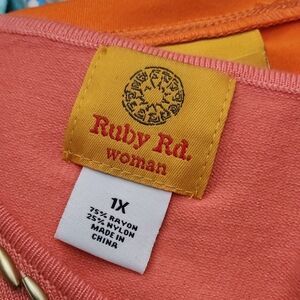 Ruby Rd.
woman
1X
75% RAYON
25% NYLON
MADE IN
CHINA